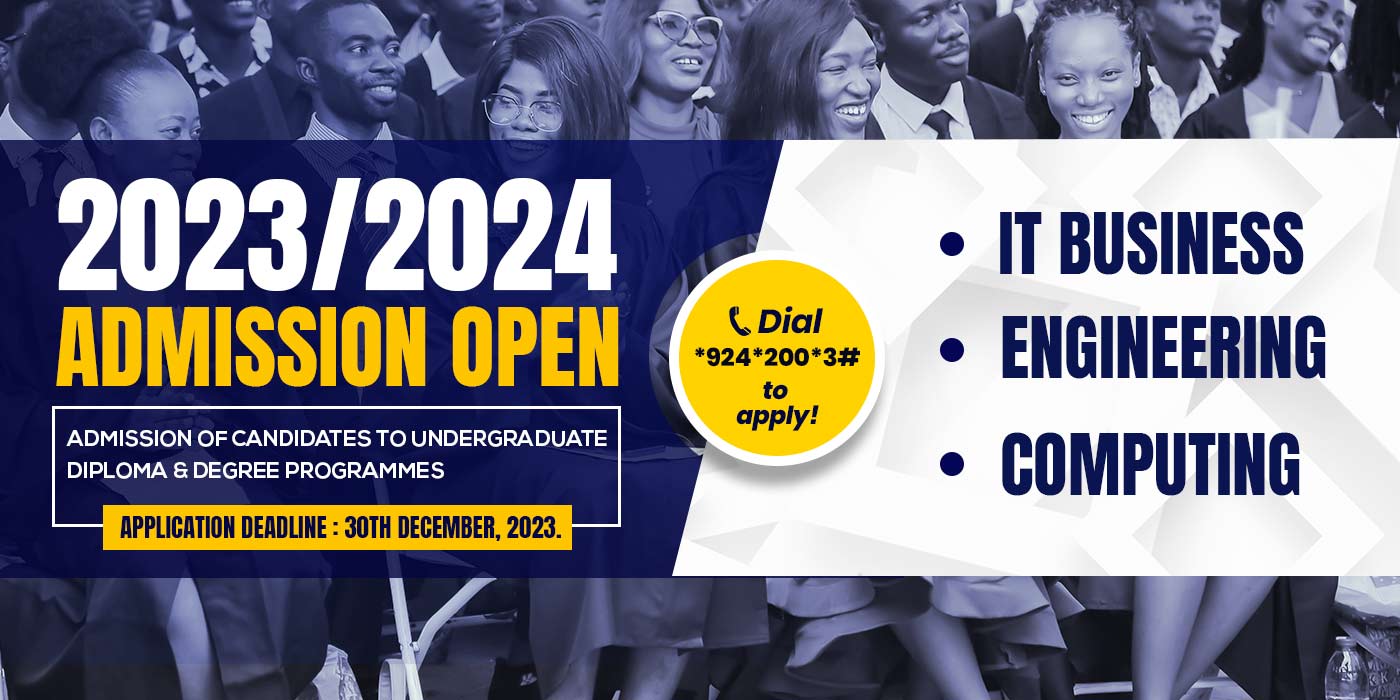 2023/2024
ADMISSION OPEN
ADMISSION OF CANDIDATES TO UNDERGRADUATE
DIPLOMA & DEGREE PROGRAMMES
APPLICATION DEADLINE : 30TH DECEMBER, 2023.
Dial
*924*200*3#
to
apply!
• IT BUSINESS
• ENGINEERING
• COMPUTING